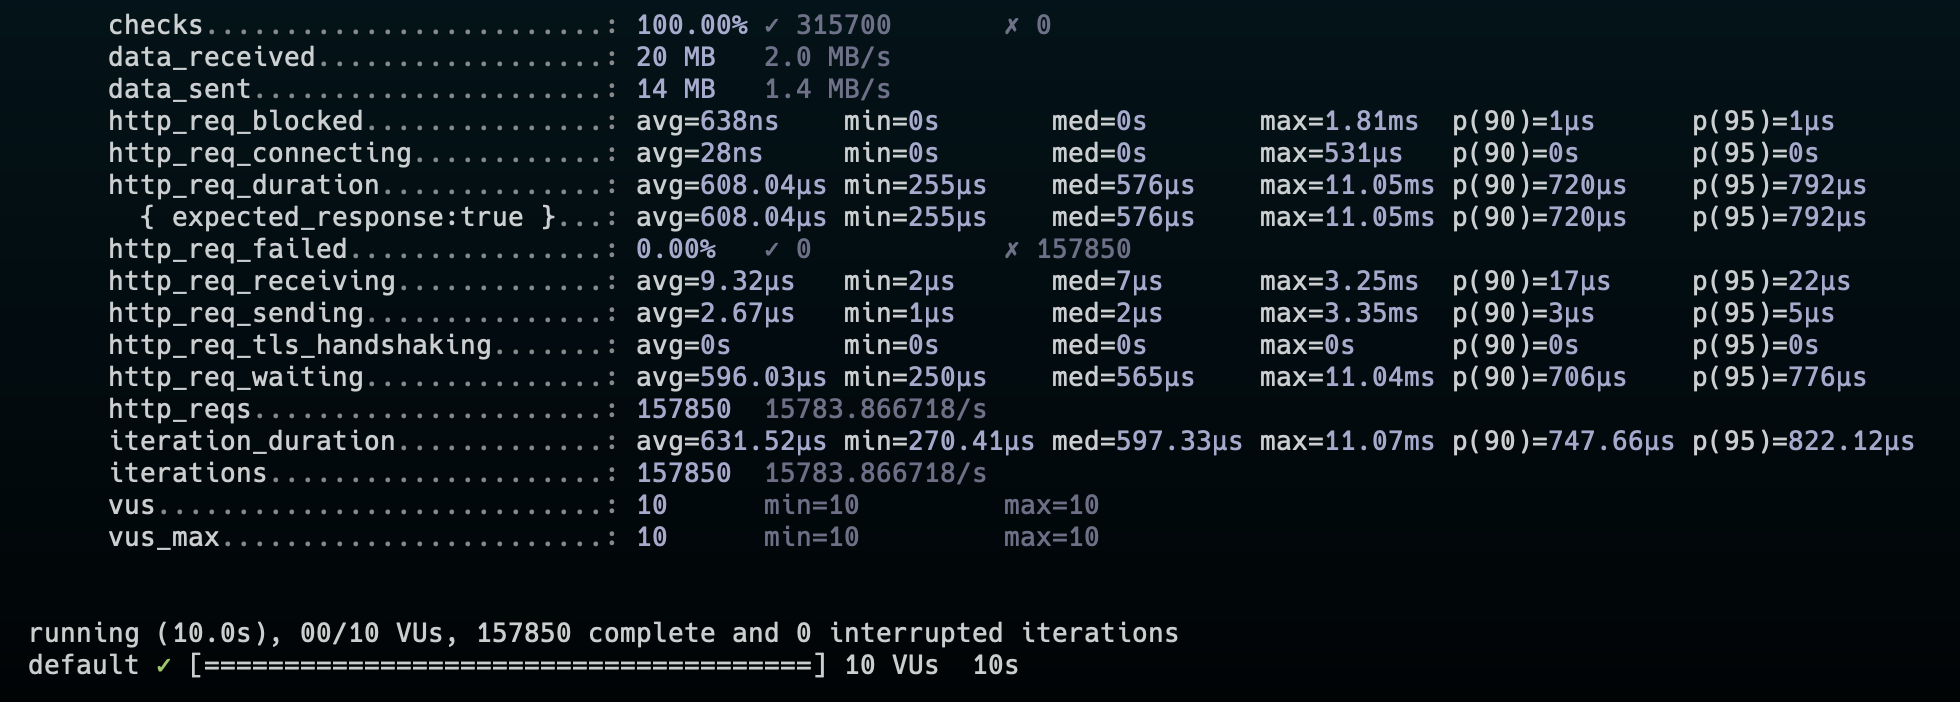 checks.........................: 100.00% ✓ 315700       ✗ 0
data_received..................: 20 MB   2.0 MB/s
data_sent......................: 14 MB   1.4 MB/s
http_req_blocked...............: avg=638ns    min=0s       med=0s       max=1.81ms  p(90)=1µs      p(95)=1µs
http_req_connecting............: avg=28ns     min=0s       med=0s       max=531µs   p(90)=0s       p(95)=0s
http_req_duration..............: avg=608.04µs min=255µs    med=576µs    max=11.05ms p(90)=720µs    p(95)=792µs
{ expected_response:true }...: avg=608.04µs min=255µs    med=576µs    max=11.05ms p(90)=720µs    p(95)=792µs
http_req_failed................: 0.00%   ✓ 0            ✗ 157850
http_req_receiving.............: avg=9.32µs   min=2µs      med=7µs      max=3.25ms  p(90)=17µs     p(95)=22µs
http_req_sending...............: avg=2.67µs   min=1µs      med=2µs      max=3.35ms  p(90)=3µs      p(95)=5µs
http_req_tls_handshaking.......: avg=0s       min=0s       med=0s       max=0s      p(90)=0s       p(95)=0s
http_req_waiting...............: avg=596.03µs min=250µs    med=565µs    max=11.04ms p(90)=706µs    p(95)=776µs
http_reqs......................: 157850  15783.866718/s
iteration_duration.............: avg=631.52µs min=270.41µs med=597.33µs max=11.07ms p(90)=747.66µs p(95)=822.12µs
iterations.....................: 157850  15783.866718/s
vus............................: 10      min=10         max=10
vus_max........................: 10      min=10         max=10
running (10.0s), 00/10 VUs, 157850 complete and 0 interrupted iterations
default ✓ [======================================] 10 VUs  10s